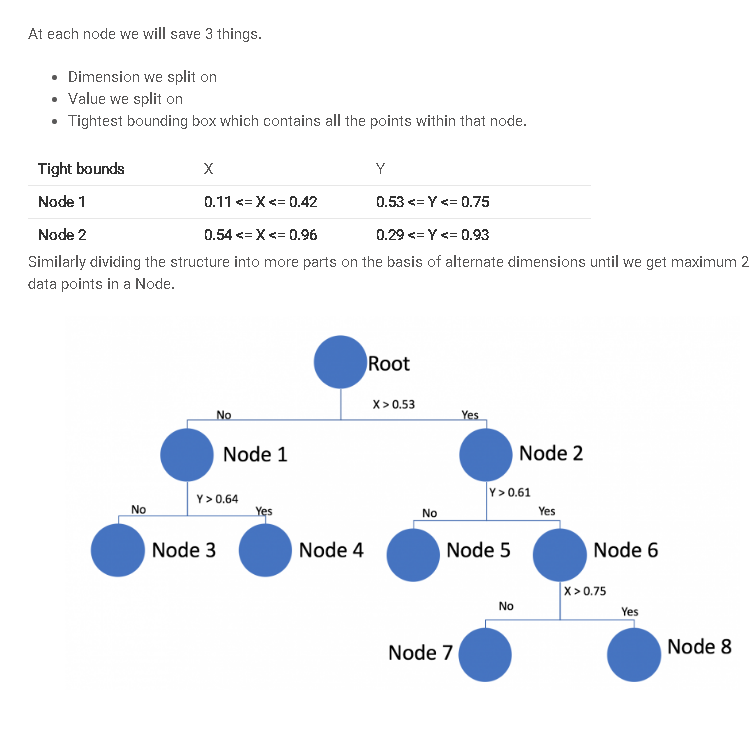 At each node we will save 3 things.
• Dimension we split on
• Value we split on
• Tightest bounding box which contains all the points within that node.
Tight bounds X Y
Node 1 0.11 <= X <= 0.42 0.53 <= Y <= 0.75
Node 2 0.54 <= X <= 0.96 0.29 <= Y <= 0.93
Similarly dividing the structure into more parts on the basis of alternate dimensions until we get maximum 2
data points in a Node.
Root
X > 0.53
No Yes
Node 1 Node 2
Y > 0.64 Y > 0.61
No Yes No Yes
Node 3 Node 4 Node 5 Node 6
X > 0.75
No Yes
Node 7 Node 8